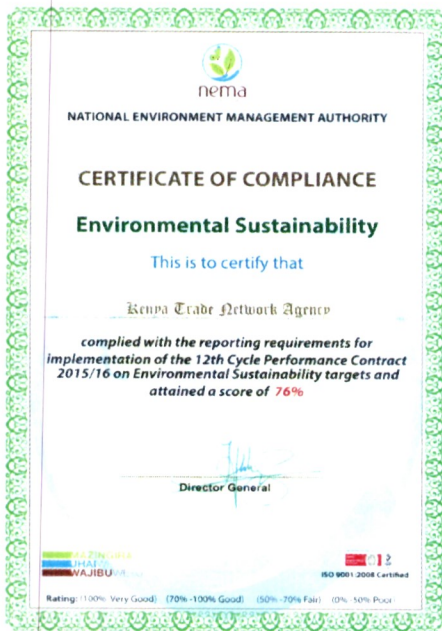 nema
NATIONAL ENVIRONMENT MANAGEMENT AUTHORITY
CERTIFICATE OF COMPLIANCE
Environmental Sustainability
This is to certify that
Kenya Trade Network Agency
complied with the reporting requirements for
implementation of the 12th Cycle Performance Contract
2015/16 on Environmental Sustainability targets and
attained a score of 76%
Director General
ISO 9001:2008 Certified
Rating: (100% Very Good) (70% -100% Good) (50% -70% Fair) (0% -50% Poor)